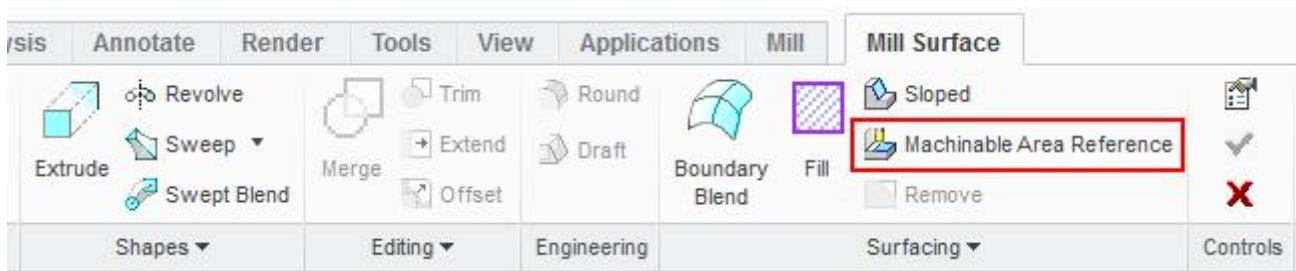 ysis Annotate Render Tools View Applications Mill Mill Surface
Extrude
Revolve
Sweep
Swept Blend
Shapes
Merge
Trim
Extend
Offset
Editing
Round
Draft
Engineering
Boundary
Blend
Fill
Sloped
Machinable Area Reference
Remove
Surfacing
Controls